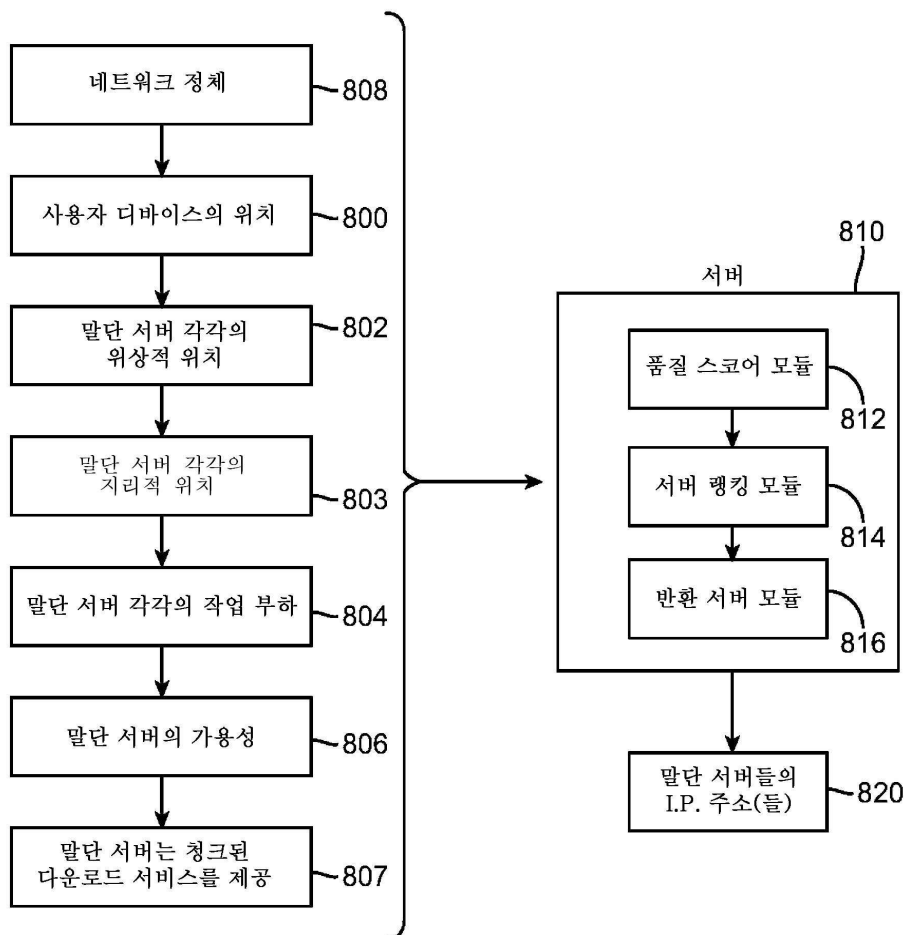 네트워크 정체
808
사용자 디바이스의 위치
800
말단 서버 각각의
위상적 위치
802
말단 서버 각각의
지리적 위치
803
말단 서버 각각의 작업 부하
804
말단 서버의 가용성
806
말단 서버는 청크된
다운로드 서비스를 제공
807
810
서버
품질 스코어 모듈
812
서버 랭킹 모듈
814
반환 서버 모듈
816
말단 서버들의
I.P. 주소(들)
820